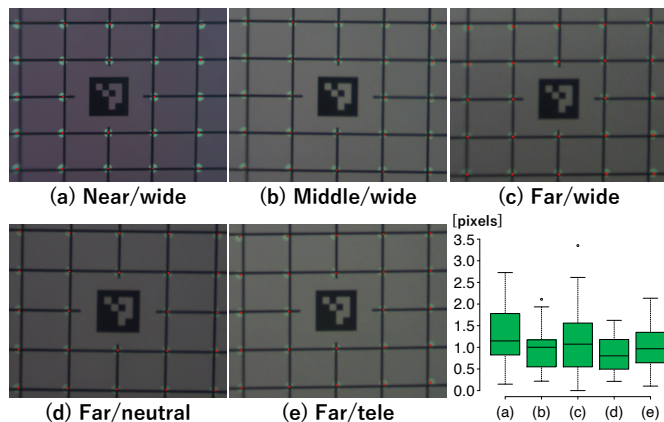 (a) Near/wide
(b) Middle/wide
(c) Far/wide
(d) Far/neutral
(e) Far/tele
[pixels]
3.5
3.0
2.5
2.0
1.5
1.0
0.5
0.0
(a) (b) (c) (d) (e)